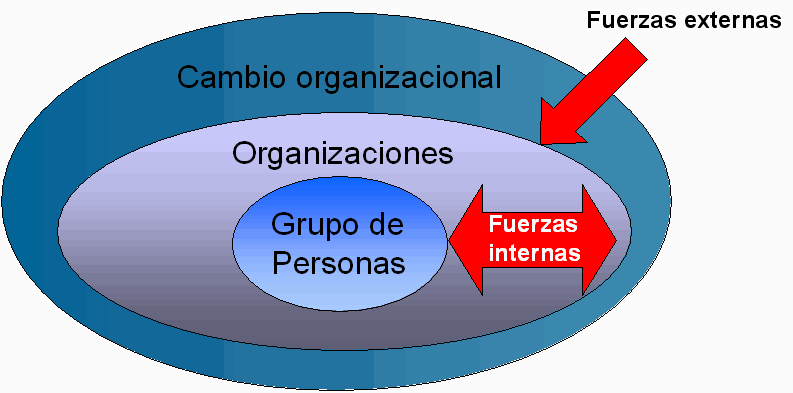 Fuerzas externas
Cambio organizacional
Organizaciones
Grupo de
Personas
Fuerzas
internas